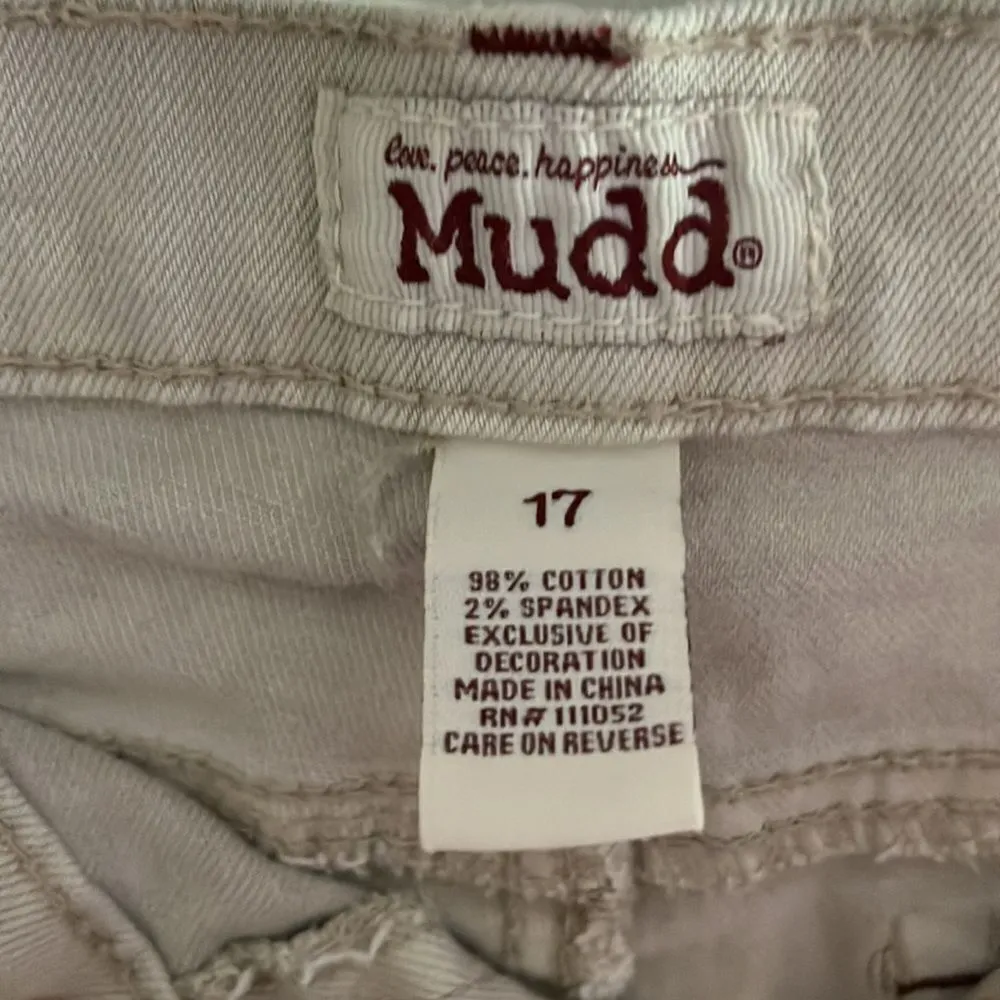 love. peace. happiness
Mudd®
17
98% COTTON
2% SPANDEX
EXCLUSIVE OF
DECORATION
MADE IN CHINA
RN# 111052
CARE ON REVERSE